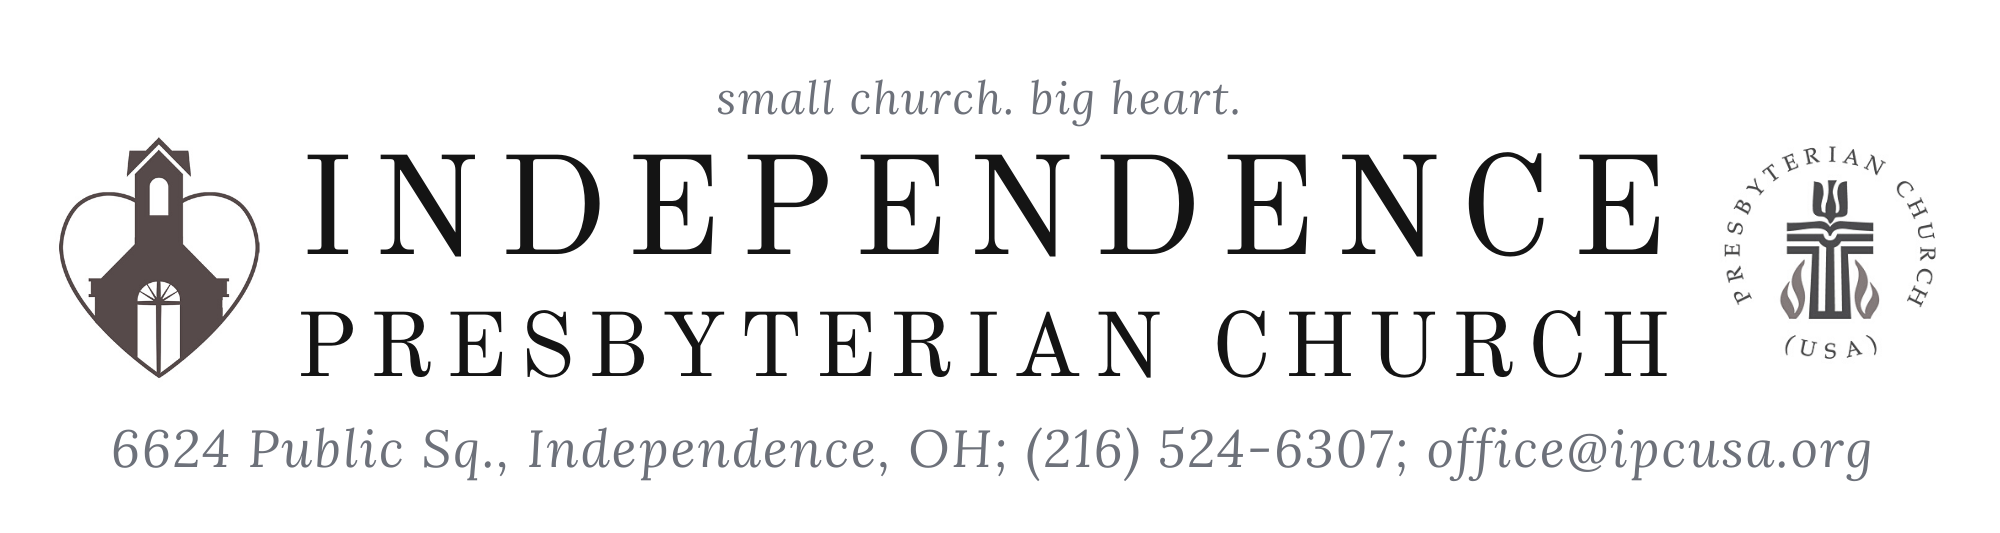 small church. big heart.
INDEPENDENCE
PRESBYTERIAN CHURCH
6624 Public Sq., Independence, OH; (216) 524-6307; office@ipcusa.org
PRESBYTERIAN CHURCH
(USA)